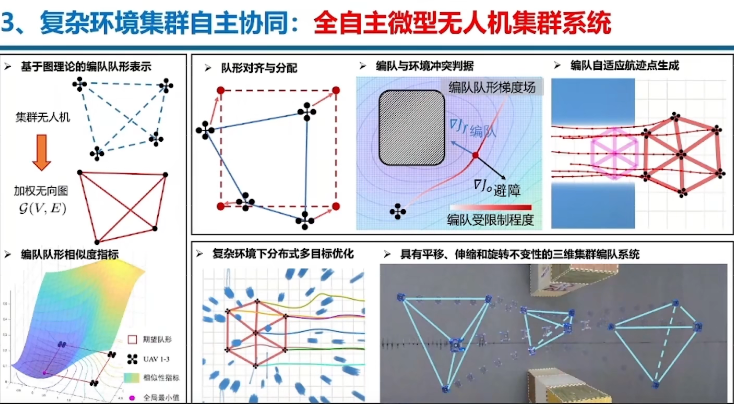 3、复杂环境集群自主协同：全自主微型无人机集群系统
基于图理论的编队队形表示
集群无人机
加权无向图
G(V, E)
编队队形相似度指标
期望队形
UAV 1-3
相似性指标
全局最小值
队形对齐与分配
编队与环境冲突判据
编队队形梯度场
∇J_f 编队
∇J_o 避障
编队受限制程度
编队自适应航迹点生成
复杂环境下分布式多目标优化
具有平移、伸缩和旋转不变性的三维集群编队系统